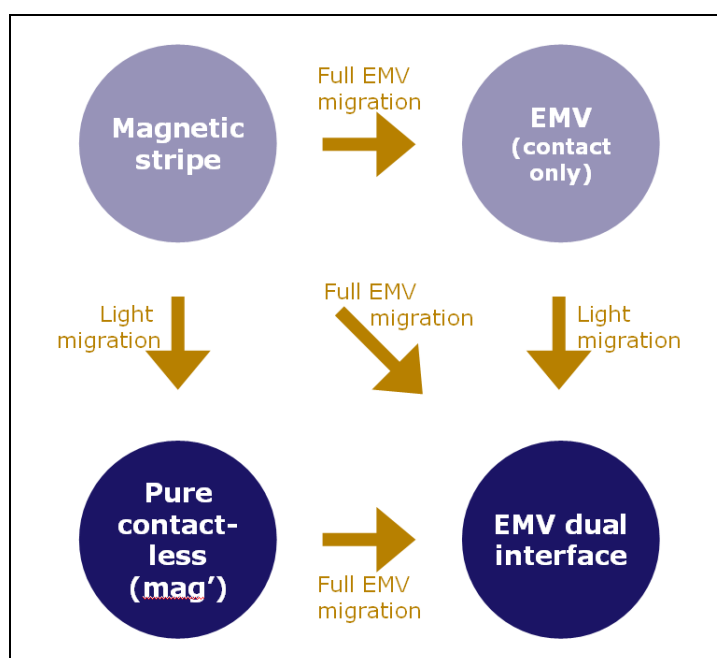 Magnetic
stripe
Full EMV
migration
EMV
(contact
only)
Light
migration
Full EMV
migration
Light
migration
Pure
contact-
less
(mag’)
Full EMV
migration
EMV dual
interface